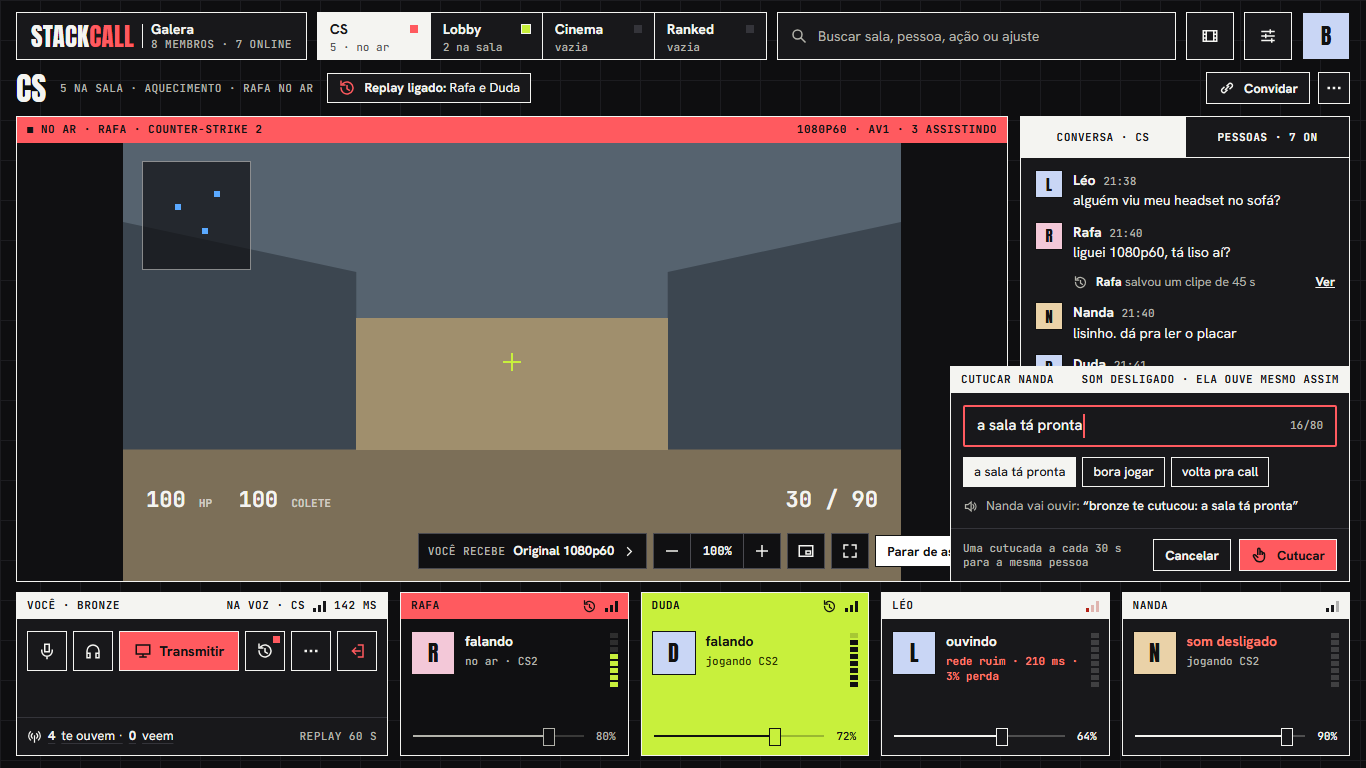 STACKCALL
Galera
8 MEMBROS · 7 ONLINE
CS
5 · no ar
Lobby
2 na sala
Cinema
vazia
Ranked
vazia
Buscar sala, pessoa, ação ou ajuste
B
CS
5 NA SALA · AQUECIMENTO · RAFA NO AR
Replay ligado: Rafa e Duda
Convidar
■ NO AR · RAFA · COUNTER-STRIKE 2
1080P60 · AV1 · 3 ASSISTINDO
100 HP 100 COLETE
30 / 90
VOCÊ RECEBE Original 1080p60
100%
Parar de as
CONVERSA · CS
PESSOAS · 7 ON
L
Léo 21:38
alguém viu meu headset no sofá?
R
Rafa 21:40
liguei 1080p60, tá liso aí?
Rafa salvou um clipe de 45 s
Ver
N
Nanda 21:40
lisinho. dá pra ler o placar
Duda 21:41
CUTUCAR NANDA
SOM DESLIGADO · ELA OUVE MESMO ASSIM
a sala tá pronta
16/80
a sala tá pronta
bora jogar
volta pra call
Nanda vai ouvir: “bronze te cutucou: a sala tá pronta”
Uma cutucada a cada 30 s
para a mesma pessoa
Cancelar
Cutucar
VOCÊ · BRONZE
NA VOZ · CS 142 MS
Transmitir
4 te ouvem · 0 veem
REPLAY 60 S
RAFA
R
falando
no ar · CS2
80%
DUDA
D
falando
jogando CS2
72%
LÉO
L
ouvindo
rede ruim · 210 ms ·
3% perda
64%
NANDA
N
som desligado
jogando CS2
90%